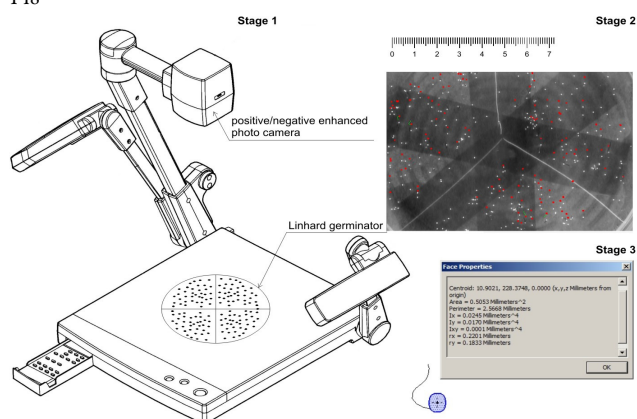 Stage 1
Stage 2
0 1 2 3 4 5 6 7
positive/negative enhanced
photo camera
Linhard germinator
Stage 3
Face Properties
Centroid: 10.9021, 228.3748, 0.0000 (x,y,z Millimeters from
origin)
Area = 0.5053 Millimeters^2
Perimeter = 2.5668 Millimeters
Ix = 0.0245 Millimeters^4
Iy = 0.0170 Millimeters^4
Ixy = 0.0001 Millimeters^4
rx = 0.2201 Millimeters
ry = 0.1833 Millimeters
OK